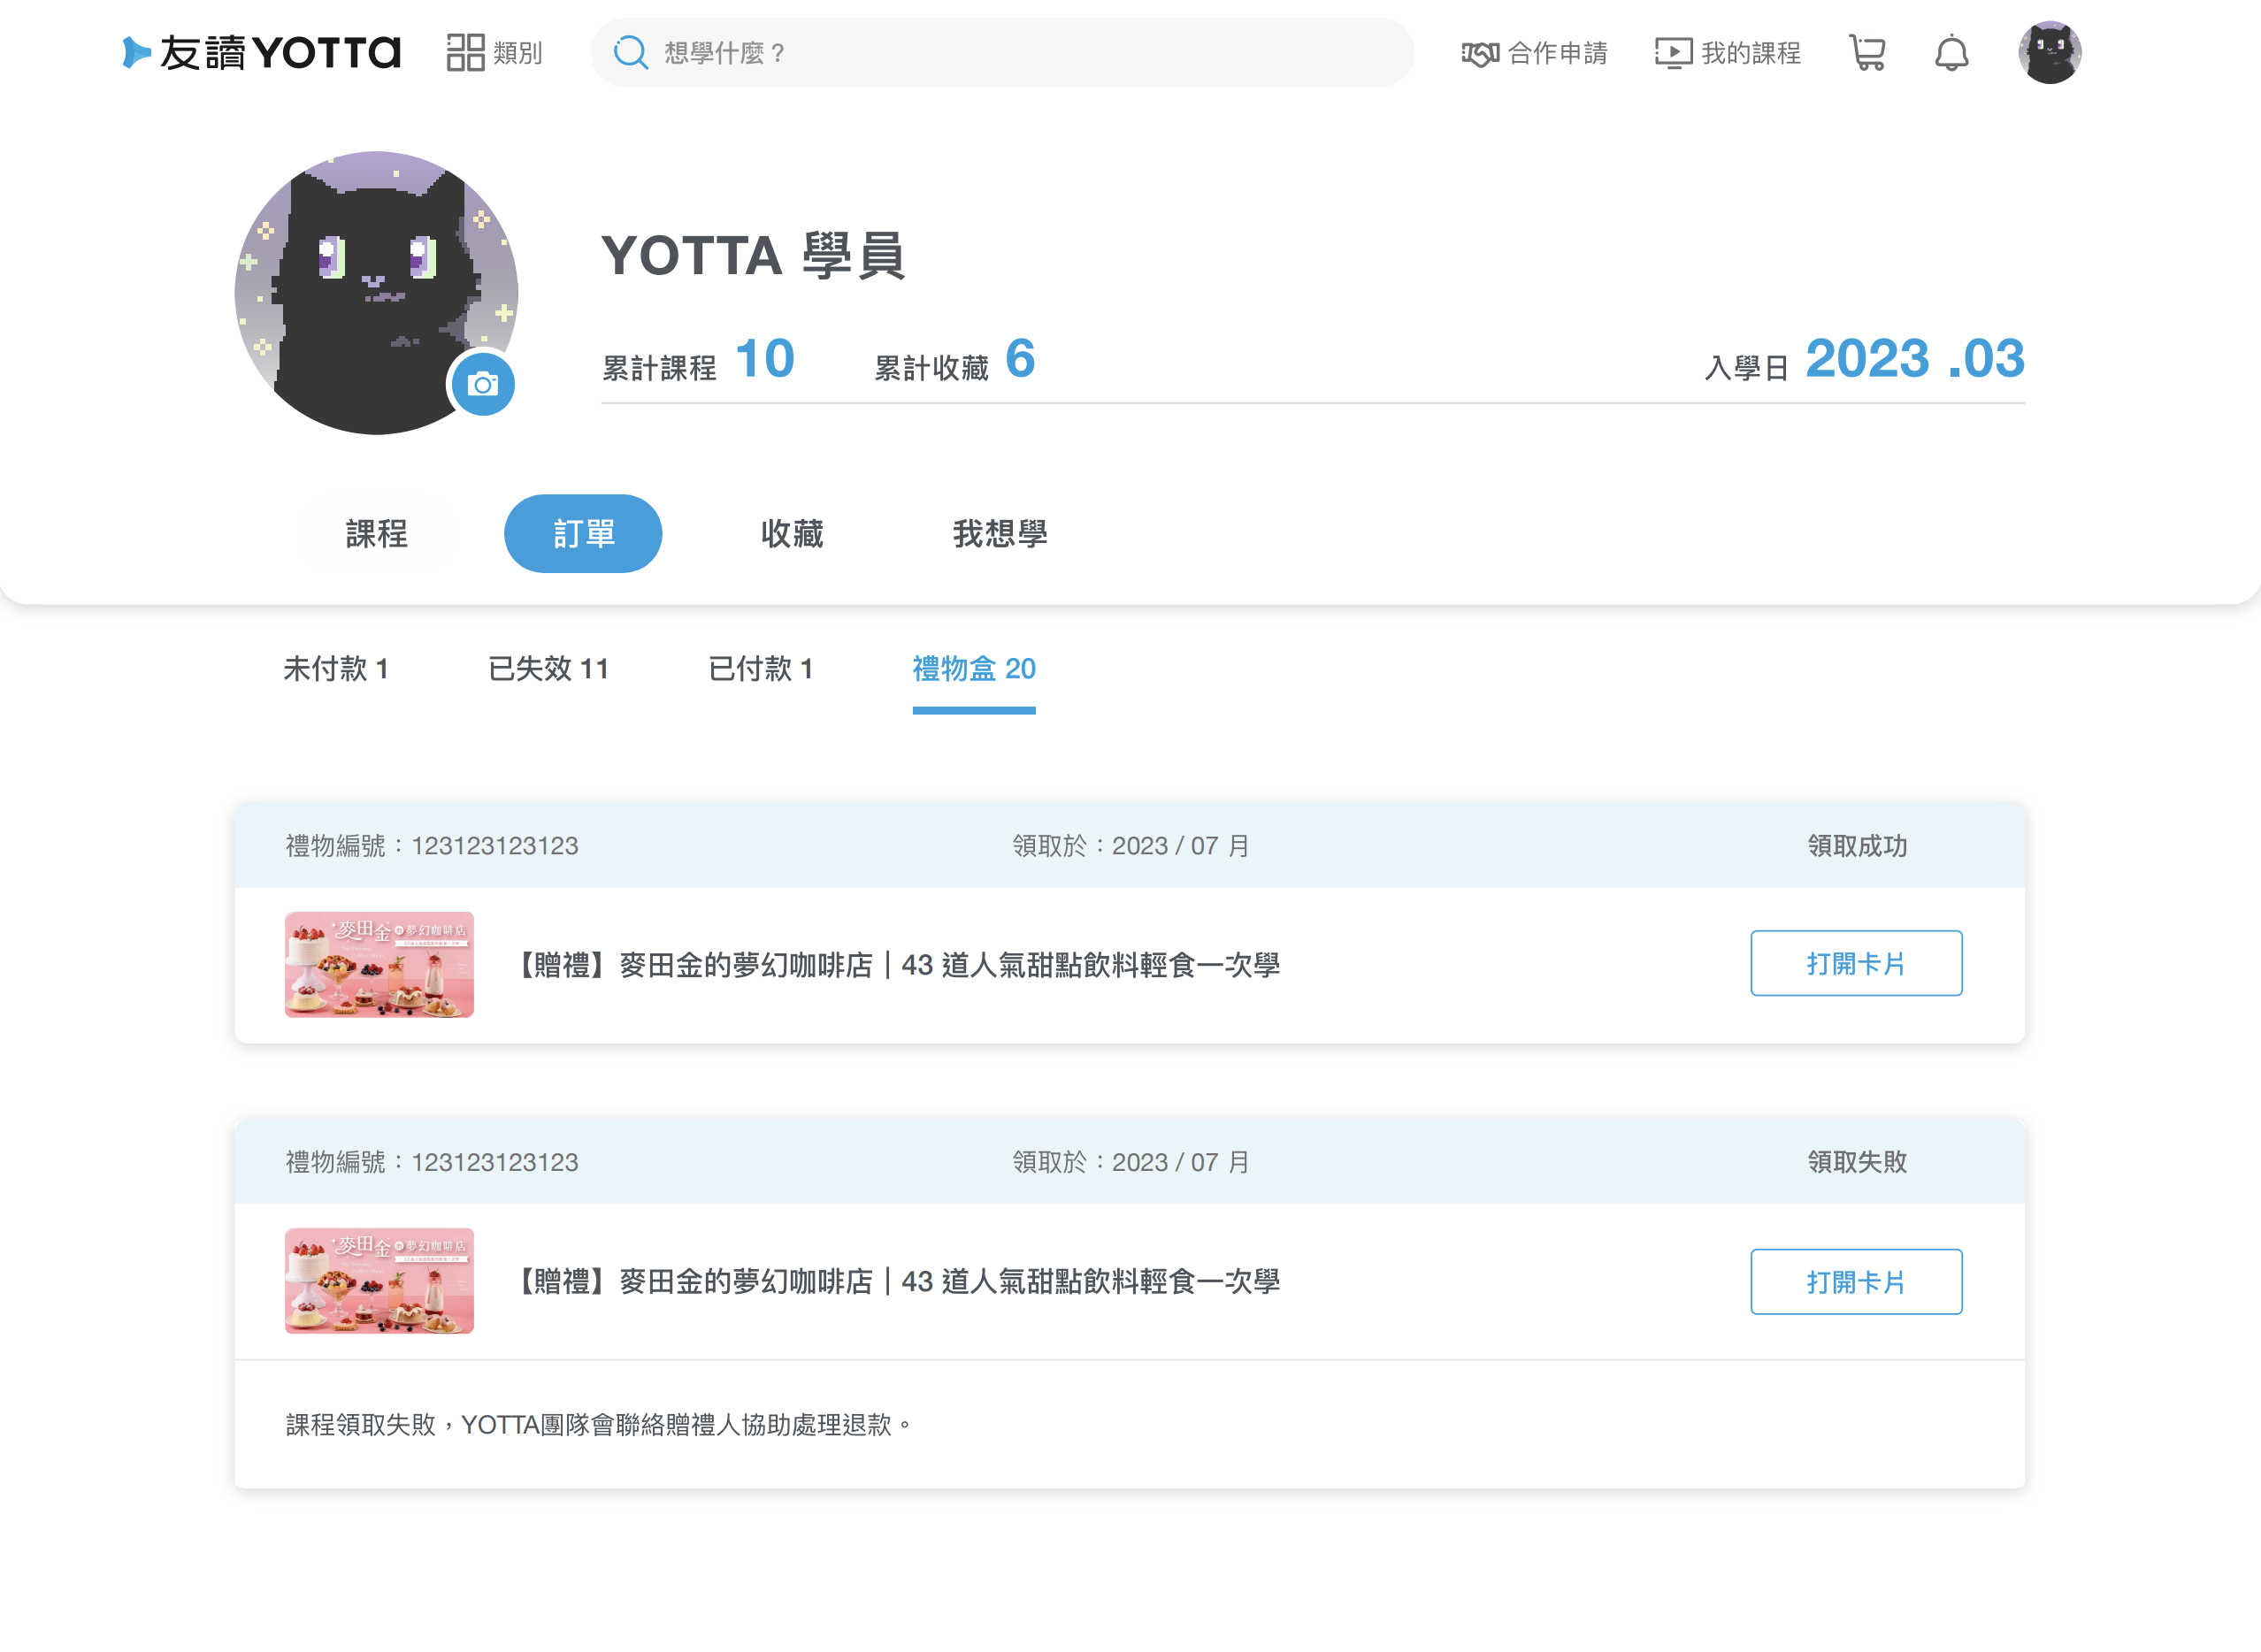 友讀 YOTTA
類別
想學什麼？
合作申請
我的課程
YOTTA 學員
累計課程 10
累計收藏 6
入學日 2023 .03
課程
訂單
收藏
我想學
未付款 1
已失效 11
已付款 1
禮物盒 20
禮物編號：123123123123
領取於：2023 / 07 月
領取成功
麥田金的夢幻咖啡店
【贈禮】麥田金的夢幻咖啡店｜43 道人氣甜點飲料輕食一次學
打開卡片
禮物編號：123123123123
領取於：2023 / 07 月
領取失敗
麥田金的夢幻咖啡店
【贈禮】麥田金的夢幻咖啡店｜43 道人氣甜點飲料輕食一次學
打開卡片
課程領取失敗，YOTTA團隊會聯絡贈禮人協助處理退款。